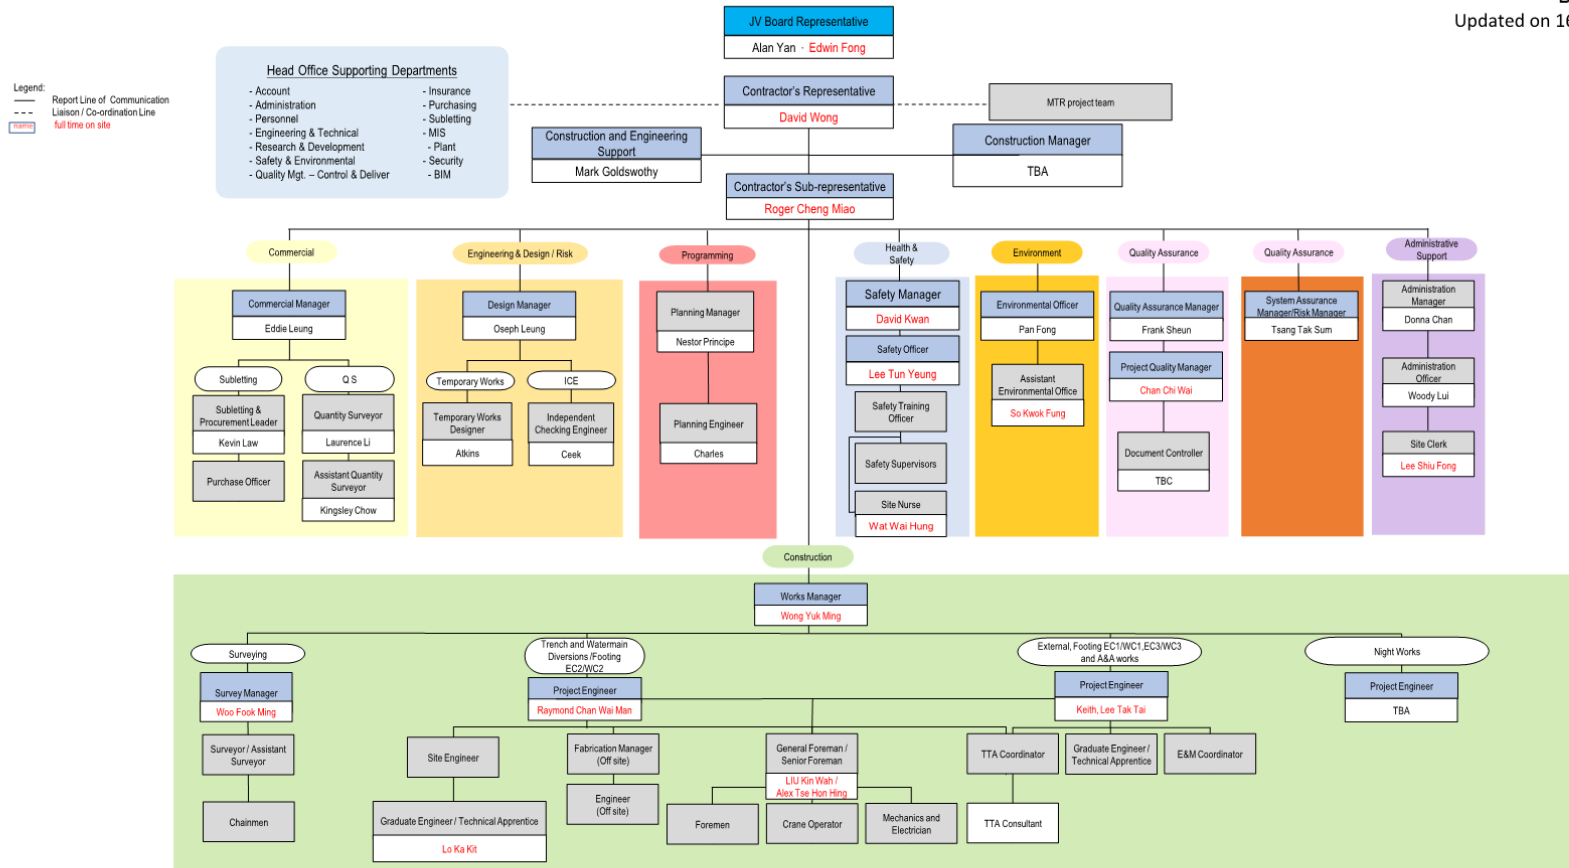 Updated on 16
JV Board Representative
Alan Yan - Edwin Fong
Legend:
Report Line of Communication
Liaison / Co-ordination Line
name
full time on site
Head Office Supporting Departments
- Account
- Administration
- Personnel
- Engineering & Technical
- Research & Development
- Safety & Environmental
- Quality Mgt. – Control & Deliver
- Insurance
- Purchasing
- Subletting
- MIS
- Plant
- Security
- BIM
Contractor's Representative
David Wong
MTR project team
Construction and Engineering
Support
Mark Goldswothy
Construction Manager
TBA
Contractor's Sub-representative
Roger Cheng Miao
Commercial
Engineering & Design / Risk
Programming
Health &
Safety
Environment
Quality Assurance
Quality Assurance
Administrative
Support
Commercial Manager
Eddie Leung
Subletting
Q S
Subletting &
Procurement Leader
Kevin Law
Purchase Officer
Quantity Surveyor
Laurence Li
Assistant Quantity
Surveyor
Kingsley Chow
Design Manager
Oseph Leung
Temporary Works
ICE
Temporary Works
Designer
Atkins
Independent
Checking Engineer
Ceek
Planning Manager
Nestor Principe
Planning Engineer
Charles
Safety Manager
David Kwan
Safety Officer
Lee Tun Yeung
Safety Training
Officer
Safety Supervisors
Site Nurse
Wat Wai Hung
Environmental Officer
Pan Fong
Assistant
Environmental Office
So Kwok Fung
Quality Assurance Manager
Frank Sheun
Project Quality Manager
Chan Chi Wai
Document Controller
TBC
System Assurance
Manager/Risk Manager
Tsang Tak Sum
Administration
Manager
Donna Chan
Administration
Officer
Woody Lui
Site Clerk
Lee Shiu Fong
Construction
Works Manager
Wong Yuk Ming
Surveying
Trench and Watermain
Diversions /Footing
EC2/WC2
External, Footing EC1/WC1,EC3/WC3
and A&A works
Night Works
Survey Manager
Woo Fook Ming
Surveyor / Assistant
Surveyor
Chainmen
Project Engineer
Raymond Chan Wai Man
Project Engineer
Keith, Lee Tak Tai
Project Engineer
TBA
Site Engineer
Graduate Engineer / Technical Apprentice
Lo Ka Kit
Fabrication Manager
(Off site)
Engineer
(Off site)
General Foreman /
Senior Foreman
LIU Kin Wah /
Alex Tse Hon Hing
Foremen
Crane Operator
Mechanics and
Electrician
TTA Coordinator
TTA Consultant
Graduate Engineer /
Technical Apprentice
E&M Coordinator